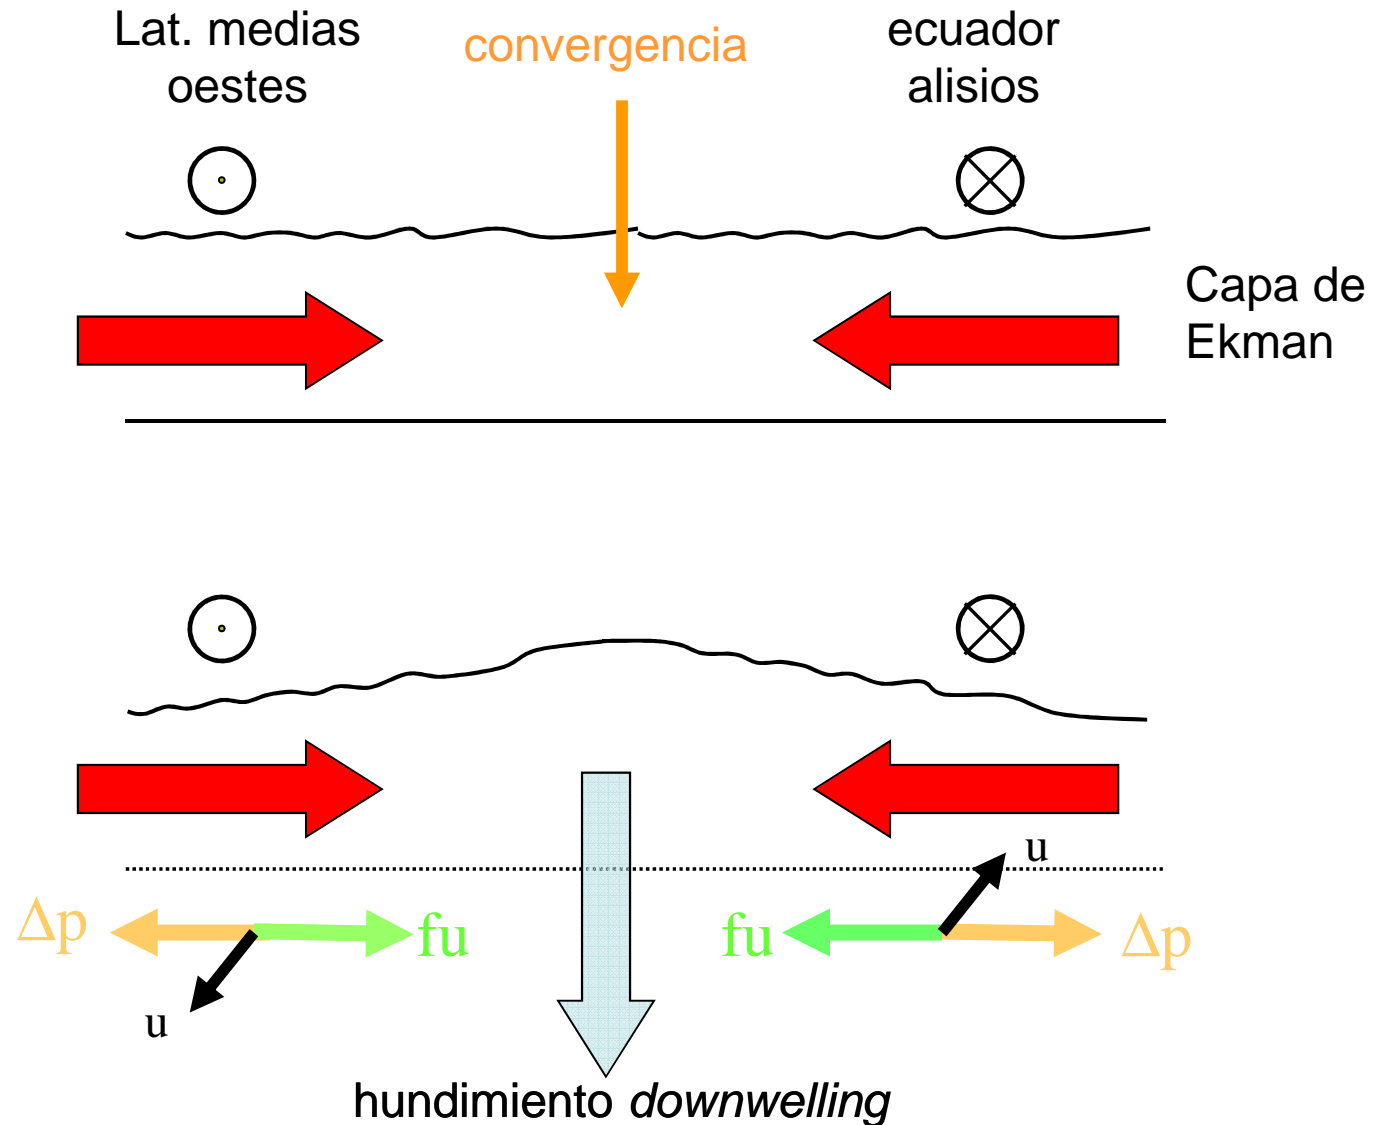 Lat. medias
oestes
convergencia
ecuador
alisios
Capa de
Ekman
u
Δp
fu
fu
Δp
u
hundimiento downwelling